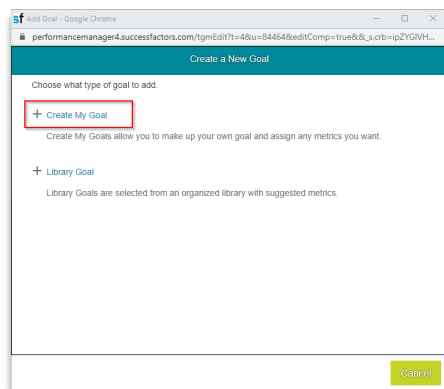 sf Add Goal - Google Chrome
performancemanager4.successfactors.com/tgmEdit?t=4&u=84464&editComp=true&&_s.crb=ipZYGIVH...
Create a New Goal
Choose what type of goal to add.
+ Create My Goal
Create My Goals allow you to make up your own goal and assign any metrics you want.
+ Library Goal
Library Goals are selected from an organized library with suggested metrics.
Cancel